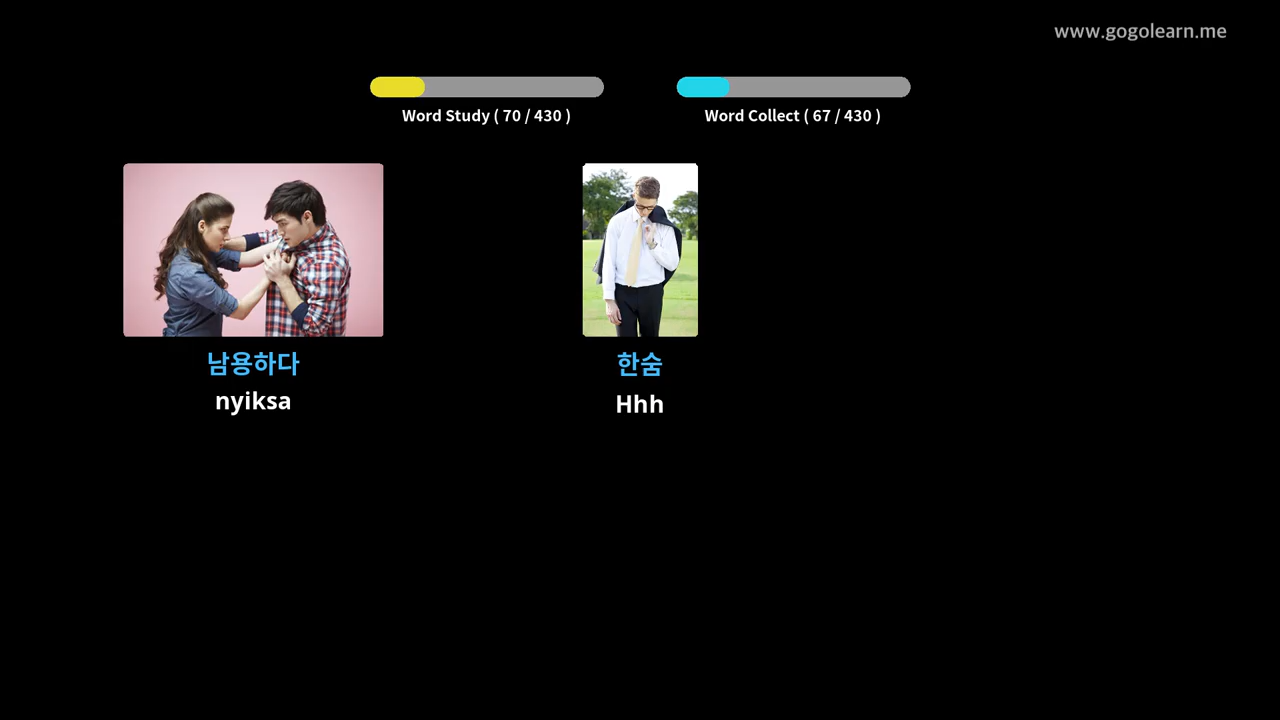 www.gogolearn.me
Word Study ( 70 / 430 )
Word Collect ( 67 / 430 )
남용하다
nyiksa
한숨
Hhh